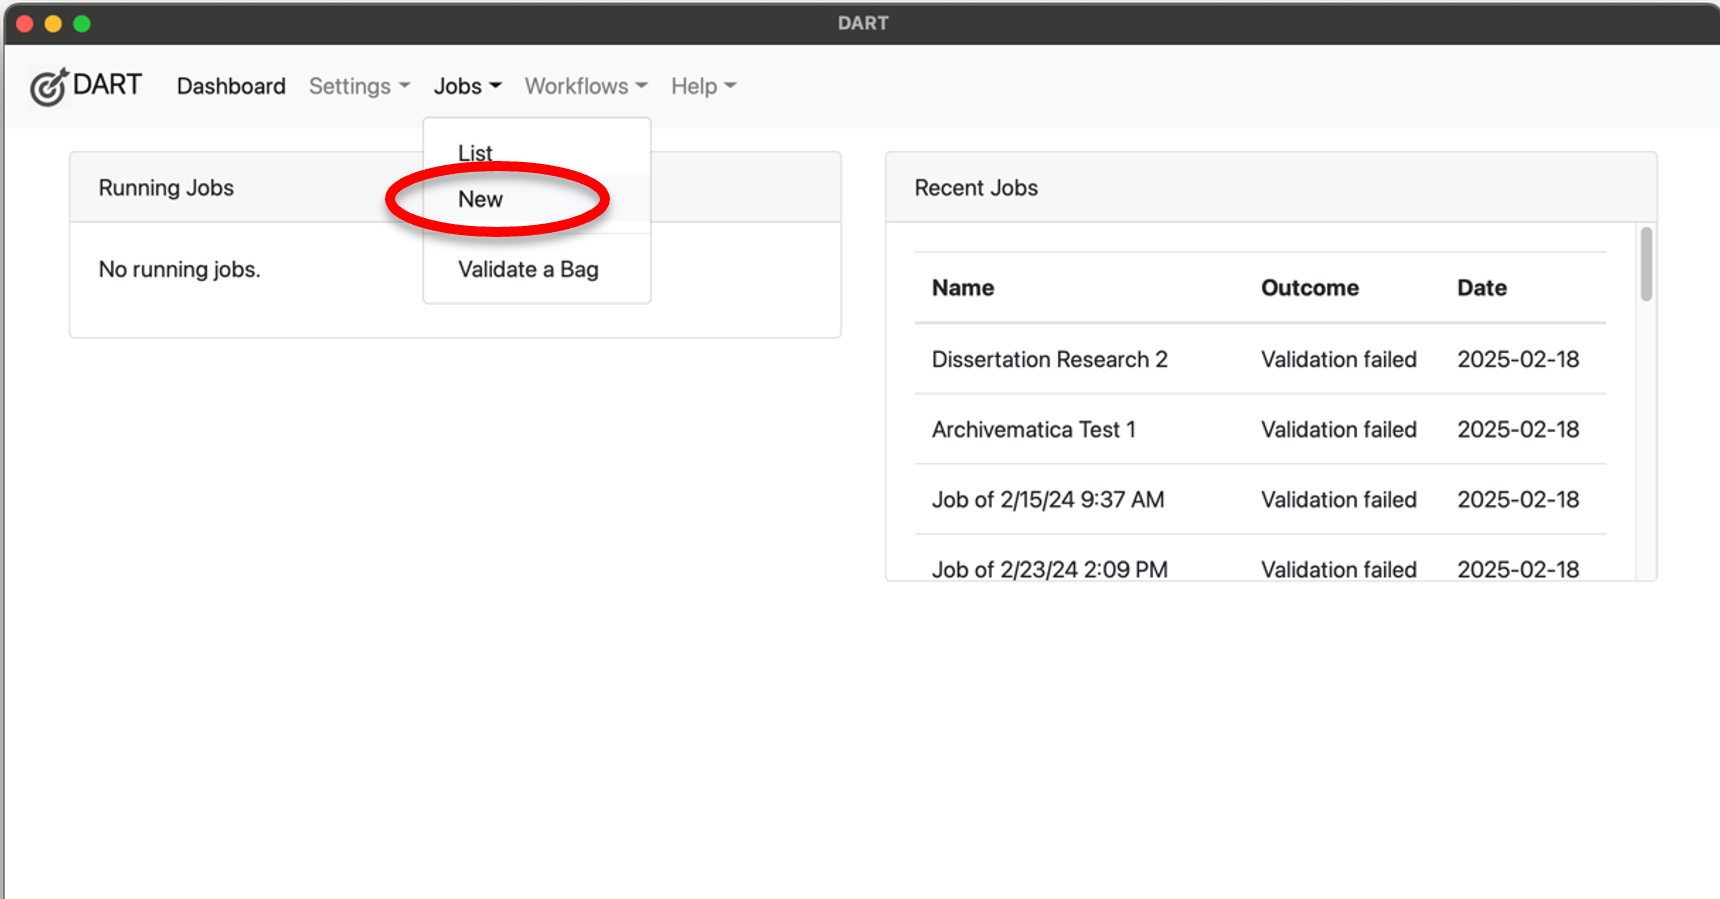 DART
DART Dashboard Settings Jobs Workflows Help
List
New
Validate a Bag
Running Jobs
No running jobs.
Recent Jobs
Name Outcome Date
Dissertation Research 2 Validation failed 2025-02-18
Archivematica Test 1 Validation failed 2025-02-18
Job of 2/15/24 9:37 AM Validation failed 2025-02-18
Job of 2/23/24 2:09 PM Validation failed 2025-02-18